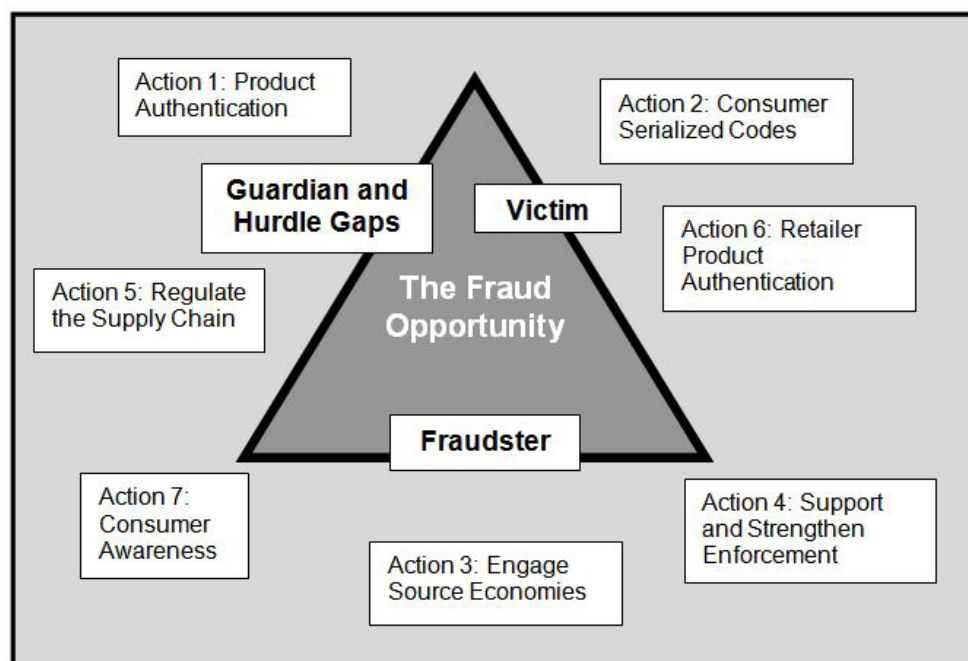 Action 1: Product
Authentication
Action 2: Consumer
Serialized Codes
Guardian and
Hurdle Gaps
Victim
Action 6: Retailer
Product
Authentication
Action 5: Regulate
the Supply Chain
The Fraud
Opportunity
Fraudster
Action 7:
Consumer
Awareness
Action 4: Support
and Strengthen
Enforcement
Action 3: Engage
Source Economies